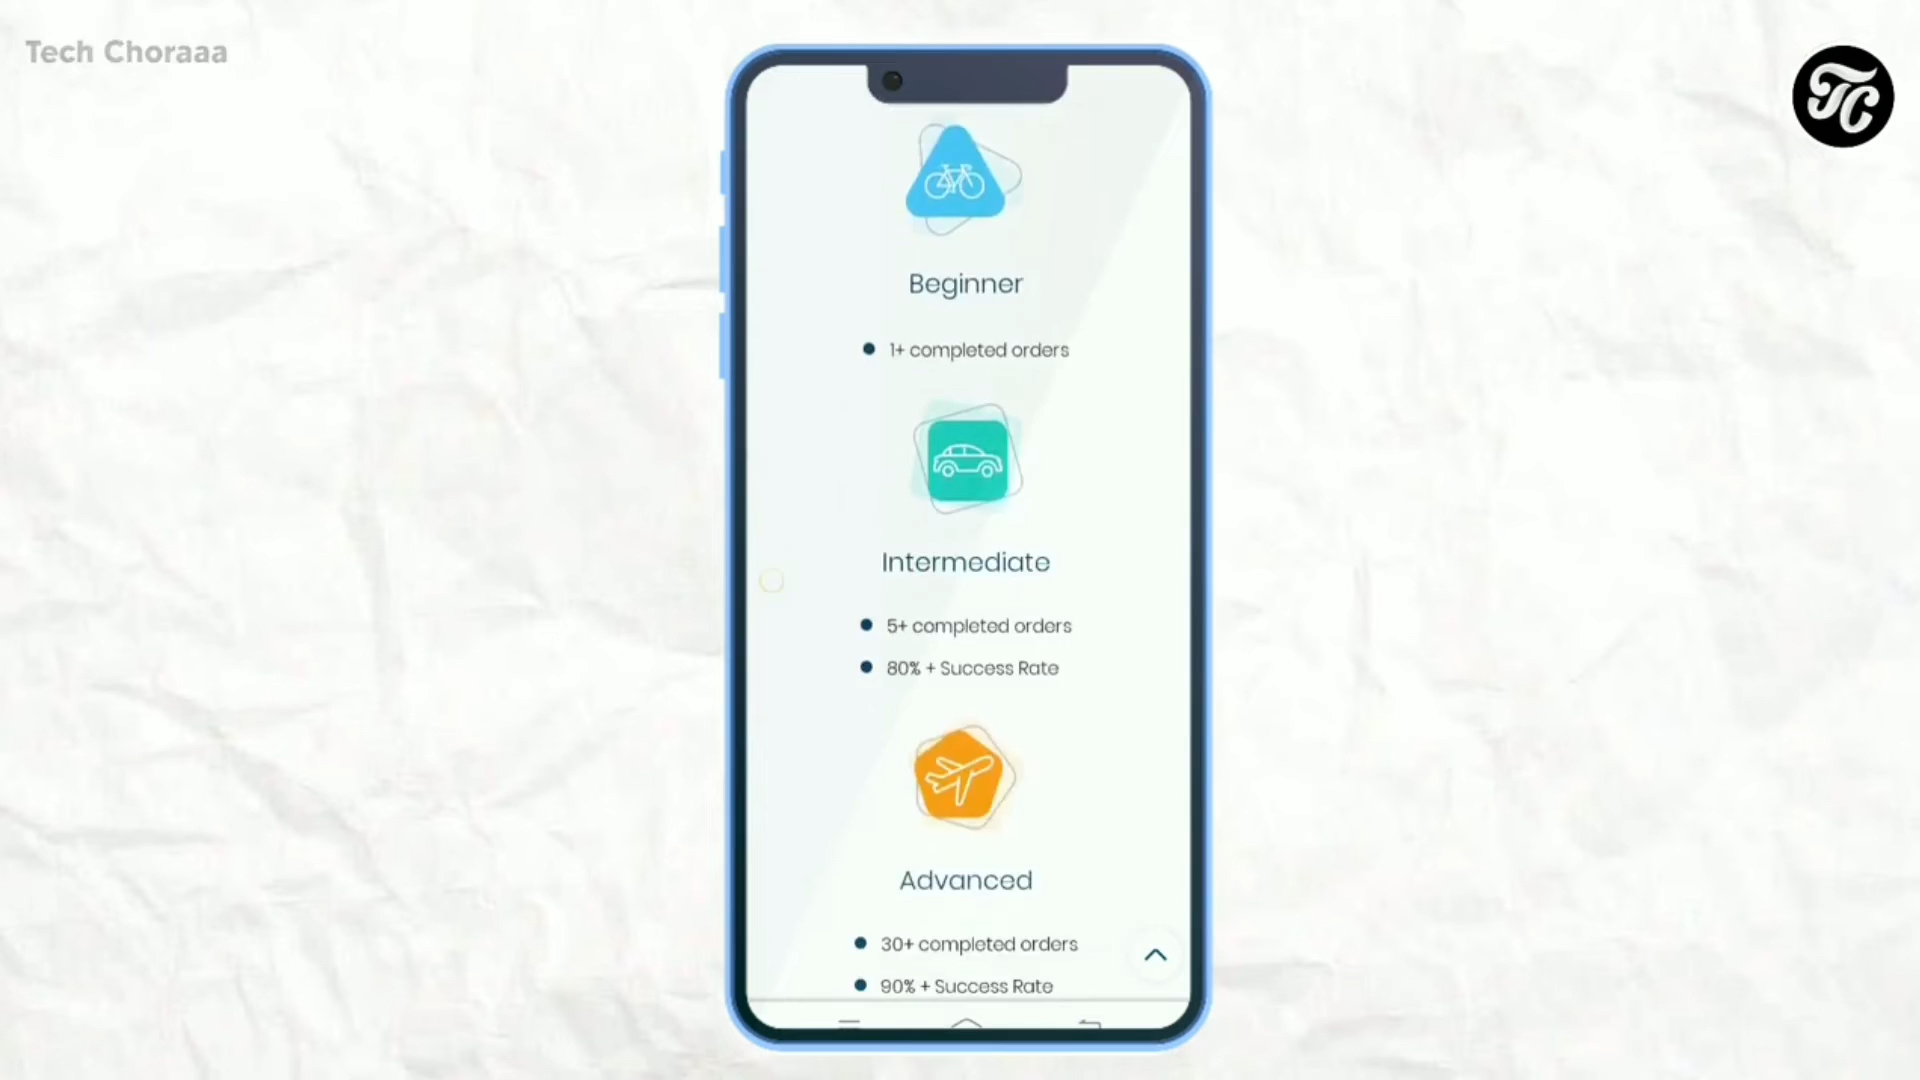 Tech Choraaa
TC
Beginner
1+ completed orders
Intermediate
5+ completed orders
80% + Success Rate
Advanced
30+ completed orders
90% + Success Rate